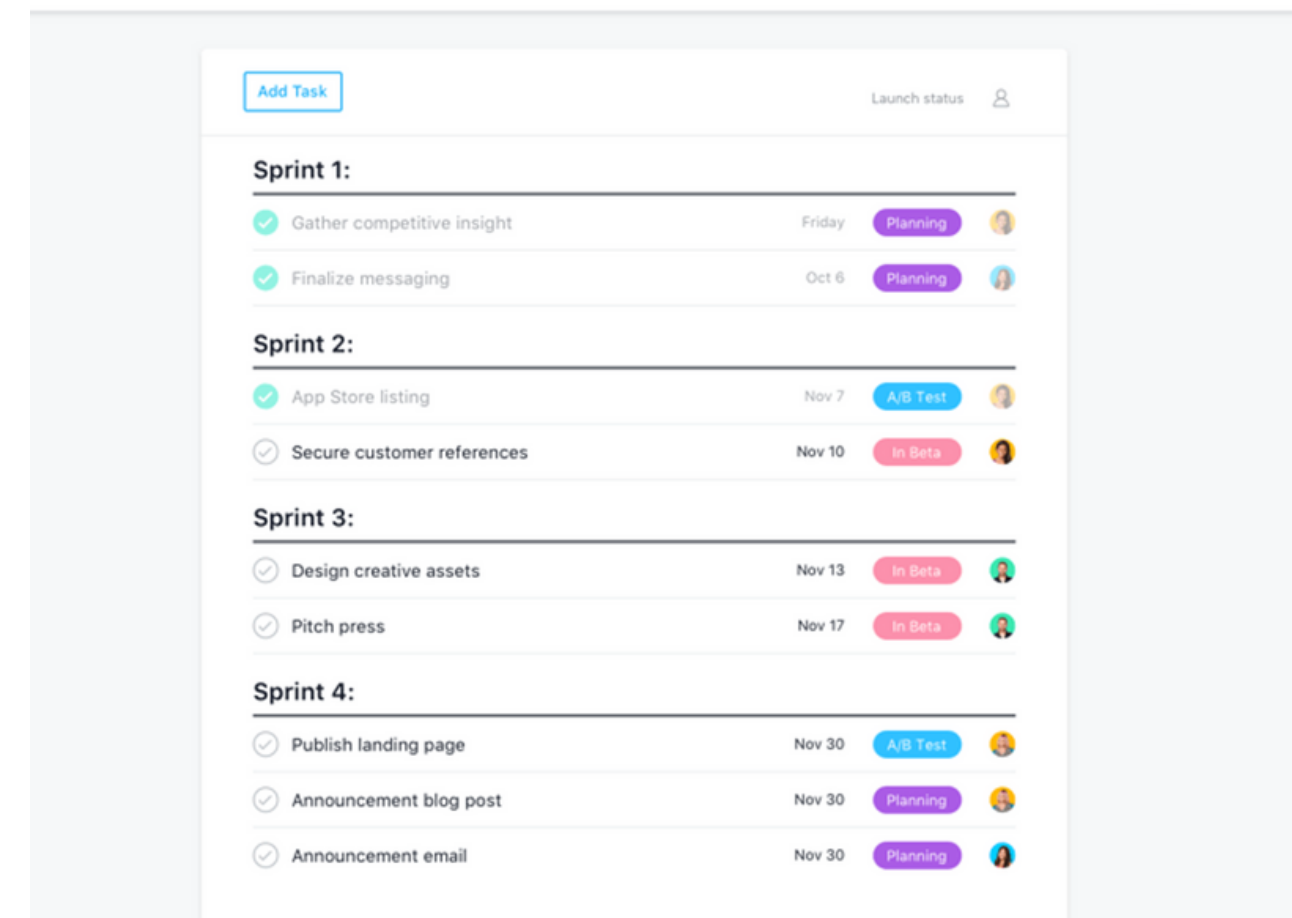 Add Task
Launch status
Sprint 1:
Gather competitive insight Friday Planning
Finalize messaging Oct 6 Planning
Sprint 2:
App Store listing Nov 7 A/B Test
Secure customer references Nov 10 In Beta
Sprint 3:
Design creative assets Nov 13 In Beta
Pitch press Nov 17 In Beta
Sprint 4:
Publish landing page Nov 30 A/B Test
Announcement blog post Nov 30 Planning
Announcement email Nov 30 Planning